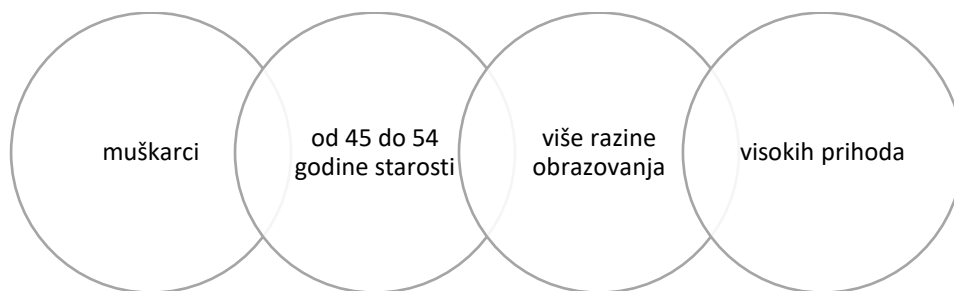 muškarci
od 45 do 54
godine starosti
više razine
obrazovanja
visokih prihoda